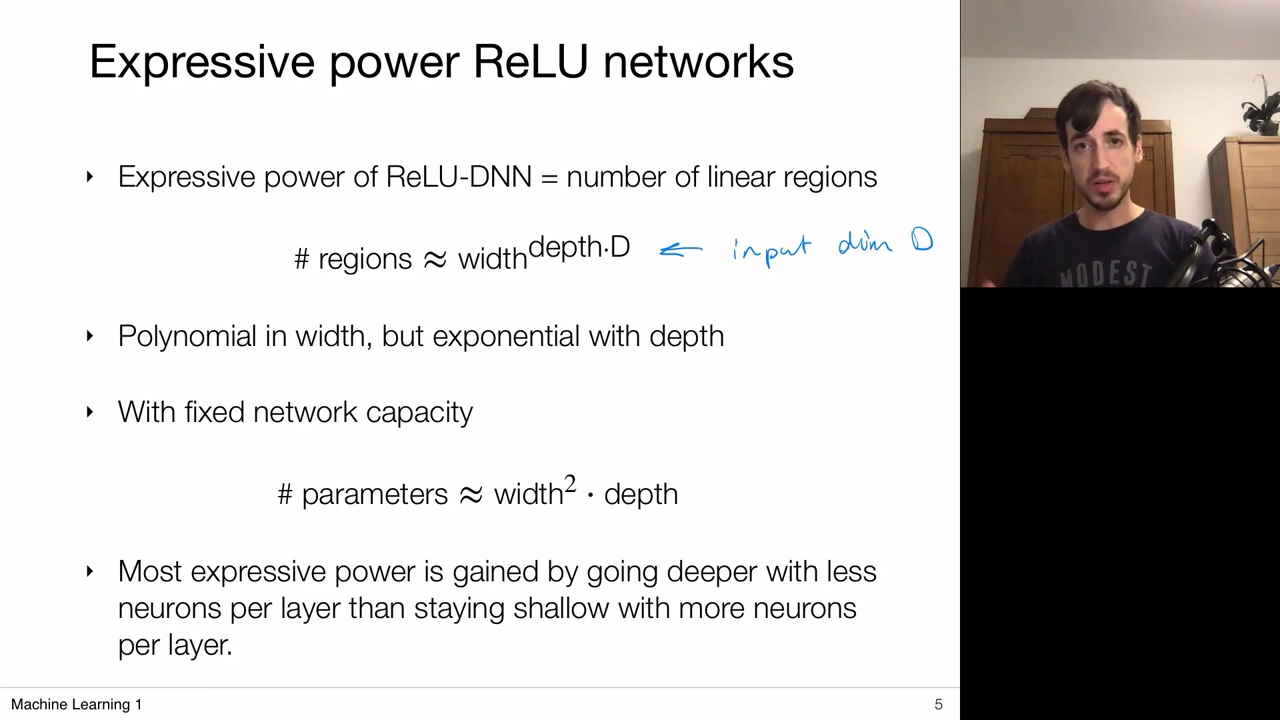 Expressive power ReLU networks
‣ Expressive power of ReLU-DNN = number of linear regions
# regions ≈ width^depth·D ← input dim D
‣ Polynomial in width, but exponential with depth
‣ With fixed network capacity
# parameters ≈ width² · depth
‣ Most expressive power is gained by going deeper with less
neurons per layer than staying shallow with more neurons
per layer.
MODEST
Machine Learning 1
5